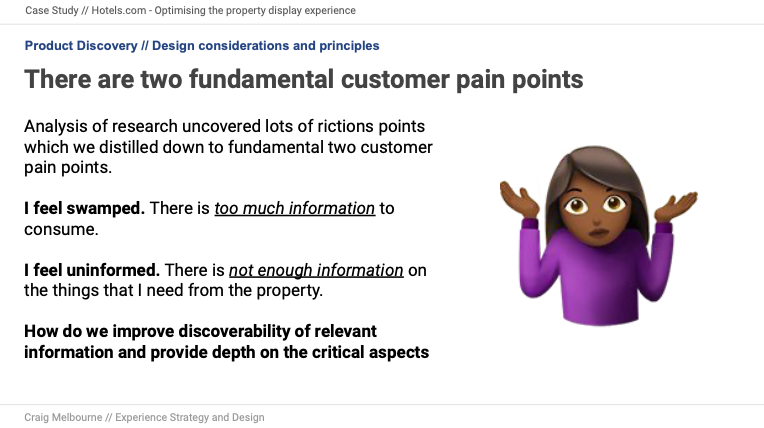 Case Study // Hotels.com - Optimising the property display experience
Product Discovery // Design considerations and principles
There are two fundamental customer pain points
Analysis of research uncovered lots of rictions points
which we distilled down to fundamental two customer
pain points.
I feel swamped. There is too much information to
consume.
I feel uninformed. There is not enough information on
the things that I need from the property.
How do we improve discoverability of relevant
information and provide depth on the critical aspects
Craig Melbourne // Experience Strategy and Design